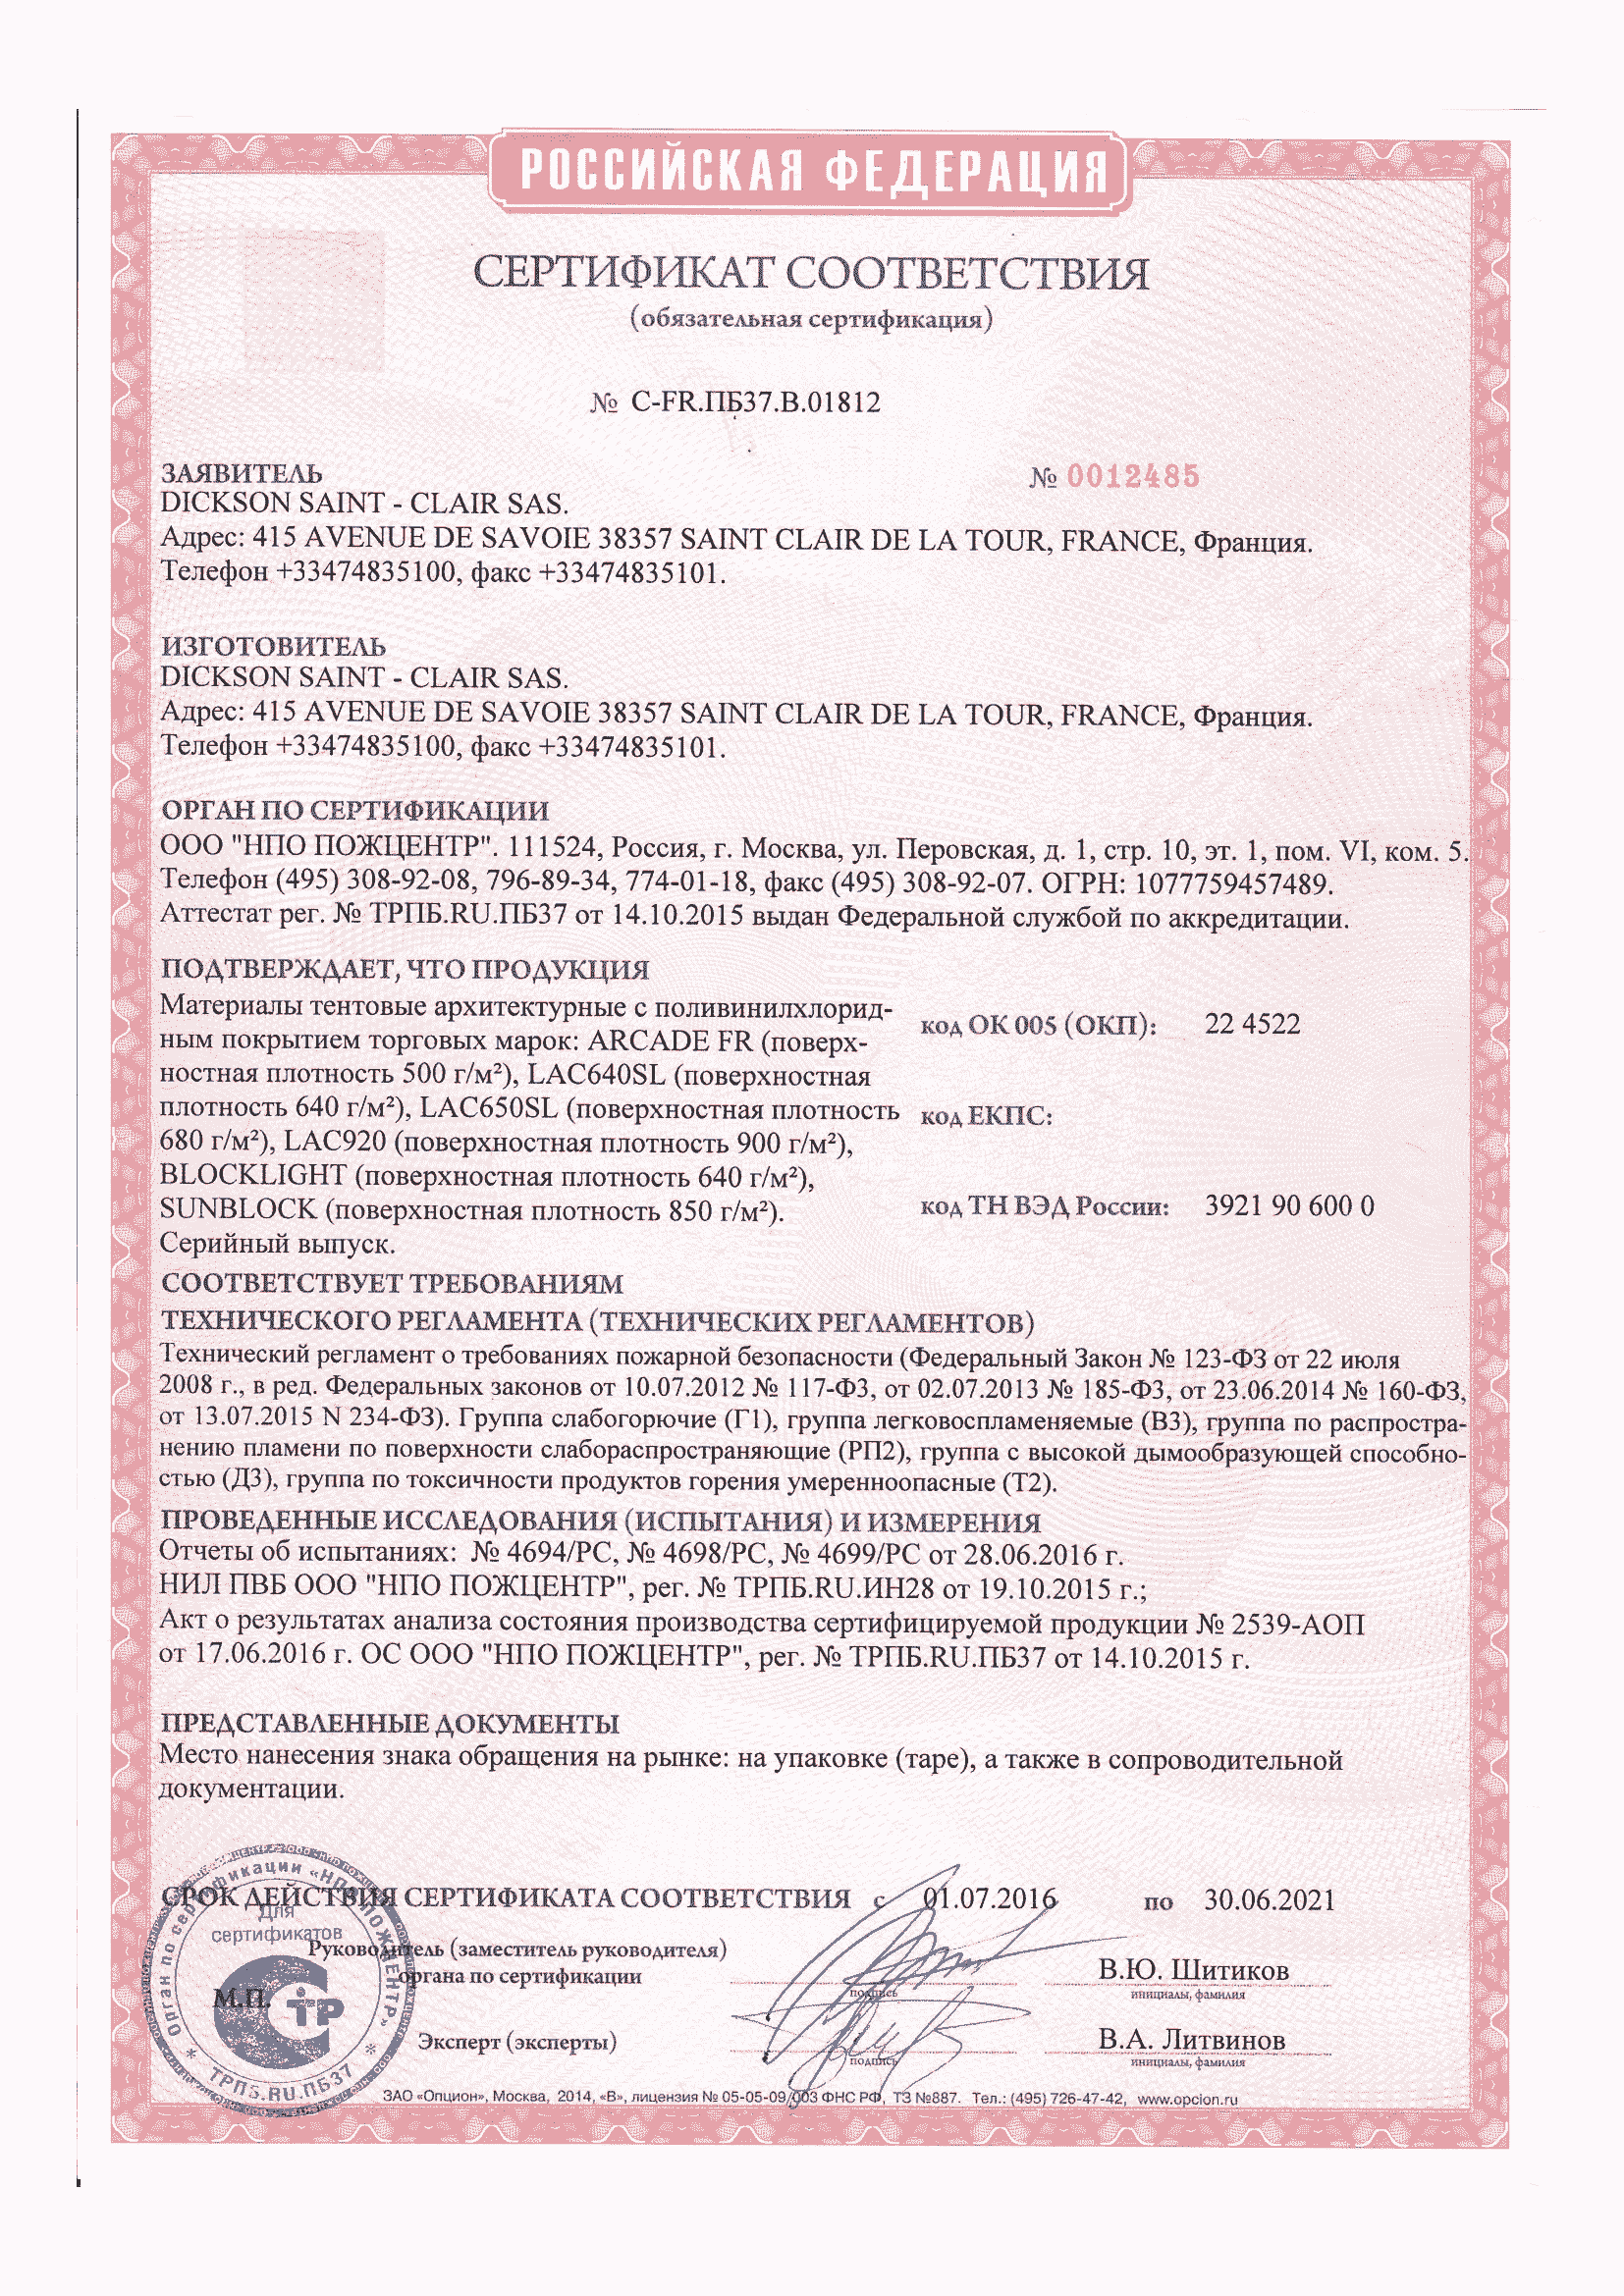 РОССИЙСКАЯ ФЕДЕРАЦИЯ
СЕРТИФИКАТ СООТВЕТСТВИЯ
(обязательная сертификация)
№ C-FR.ПБ37.В.01812
ЗАЯВИТЕЛЬ
№ 0012485
DICKSON SAINT - CLAIR SAS.
Адрес: 415 AVENUE DE SAVOIE 38357 SAINT CLAIR DE LA TOUR, FRANCE, Франция.
Телефон +33474835100, факс +33474835101.
ИЗГОТОВИТЕЛЬ
DICKSON SAINT - CLAIR SAS.
Адрес: 415 AVENUE DE SAVOIE 38357 SAINT CLAIR DE LA TOUR, FRANCE, Франция.
Телефон +33474835100, факс +33474835101.
ОРГАН ПО СЕРТИФИКАЦИИ
ООО "НПО ПОЖЦЕНТР". 111524, Россия, г. Москва, ул. Перовская, д. 1, стр. 10, эт. 1, пом. VI, ком. 5.
Телефон (495) 308-92-08, 796-89-34, 774-01-18, факс (495) 308-92-07. ОГРН: 1077759457489.
Аттестат рег. № ТРПБ.RU.ПБ37 от 14.10.2015 выдан Федеральной службой по аккредитации.
ПОДТВЕРЖДАЕТ, ЧТО ПРОДУКЦИЯ
Материалы тентовые архитектурные с поливинилхлорид-
ным покрытием торговых марок: ARCADE FR (поверх-
ностная плотность 500 г/м²), LAC640SL (поверхностная
плотность 640 г/м²), LAC650SL (поверхностная плотность
680 г/м²), LAC920 (поверхностная плотность 900 г/м²),
BLOCKLIGHT (поверхностная плотность 640 г/м²),
SUNBLOCK (поверхностная плотность 850 г/м²).
Серийный выпуск.
код ОК 005 (ОКП): 22 4522
код ЕКПС:
код ТН ВЭД России: 3921 90 600 0
СООТВЕТСТВУЕТ ТРЕБОВАНИЯМ
ТЕХНИЧЕСКОГО РЕГЛАМЕНТА (ТЕХНИЧЕСКИХ РЕГЛАМЕНТОВ)
Технический регламент о требованиях пожарной безопасности (Федеральный Закон № 123-ФЗ от 22 июля
2008 г., в ред. Федеральных законов от 10.07.2012 № 117-ФЗ, от 02.07.2013 № 185-ФЗ, от 23.06.2014 № 160-ФЗ,
от 13.07.2015 N 234-ФЗ). Группа слабогорючие (Г1), группа легковоспламеняемые (В3), группа по распростра-
нению пламени по поверхности слабораспространяющие (РП2), группа с высокой дымообразующей способно-
стью (Д3), группа по токсичности продуктов горения умеренноопасные (Т2).
ПРОВЕДЕННЫЕ ИССЛЕДОВАНИЯ (ИСПЫТАНИЯ) И ИЗМЕРЕНИЯ
Отчеты об испытаниях: № 4694/РС, № 4698/РС, № 4699/РС от 28.06.2016 г.
НИЛ ПВБ ООО "НПО ПОЖЦЕНТР", рег. № ТРПБ.RU.ИН28 от 19.10.2015 г.;
Акт о результатах анализа состояния производства сертифицируемой продукции № 2539-АОП
от 17.06.2016 г. ОС ООО "НПО ПОЖЦЕНТР", рег. № ТРПБ.RU.ПБ37 от 14.10.2015 г.
ПРЕДСТАВЛЕННЫЕ ДОКУМЕНТЫ
Место нанесения знака обращения на рынке: на упаковке (таре), а также в сопроводительной
документации.
СРОК ДЕЙСТВИЯ СЕРТИФИКАТА СООТВЕТСТВИЯ с 01.07.2016 по 30.06.2021
Орган по сертификации «НПО ПОЖЦЕНТР»
Для
сертификатов
ТРПБ.RU.ПБ37
М.П.
Руководитель (заместитель руководителя)
органа по сертификации
подпись
В.Ю. Шитиков
инициалы, фамилия
Эксперт (эксперты)
подпись
В.А. Литвинов
инициалы, фамилия
ЗАО «Опцион», Москва, 2014, «В», лицензия № 05-05-09/003 ФНС РФ, ТЗ №887. Тел.: (495) 726-47-42, www.opcion.ru